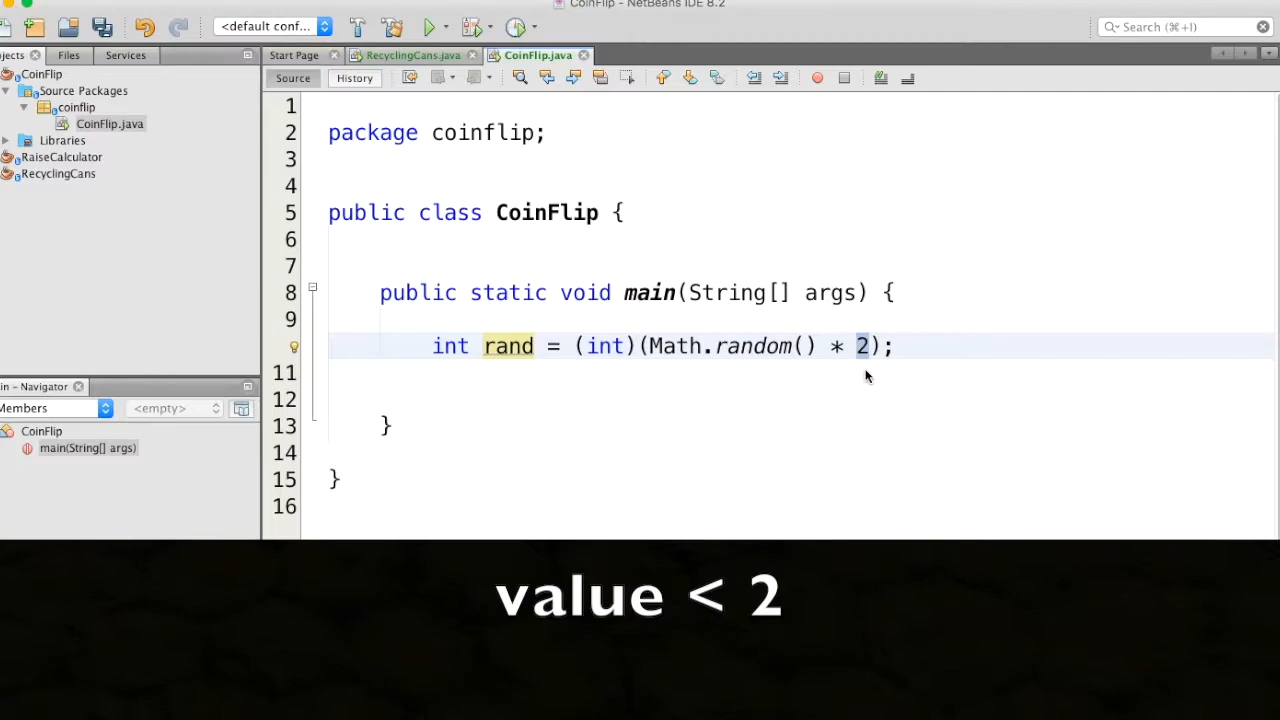 CoinFlip - NetBeans IDE 8.2
<default conf...
Search (⌘+I)
ojects
Files
Services
Start Page
RecyclingCans.java
CoinFlip.java
CoinFlip
Source Packages
coinflip
CoinFlip.java
Libraries
RaiseCalculator
RecyclingCans
Source
History
1
2 package coinflip;
3
4
5 public class CoinFlip {
6
7
8 public static void main(String[] args) {
9
int rand = (int)(Math.random() * 2);
11
12
13 }
14
15 }
16
in - Navigator
Members
<empty>
CoinFlip
main(String[] args)
value < 2